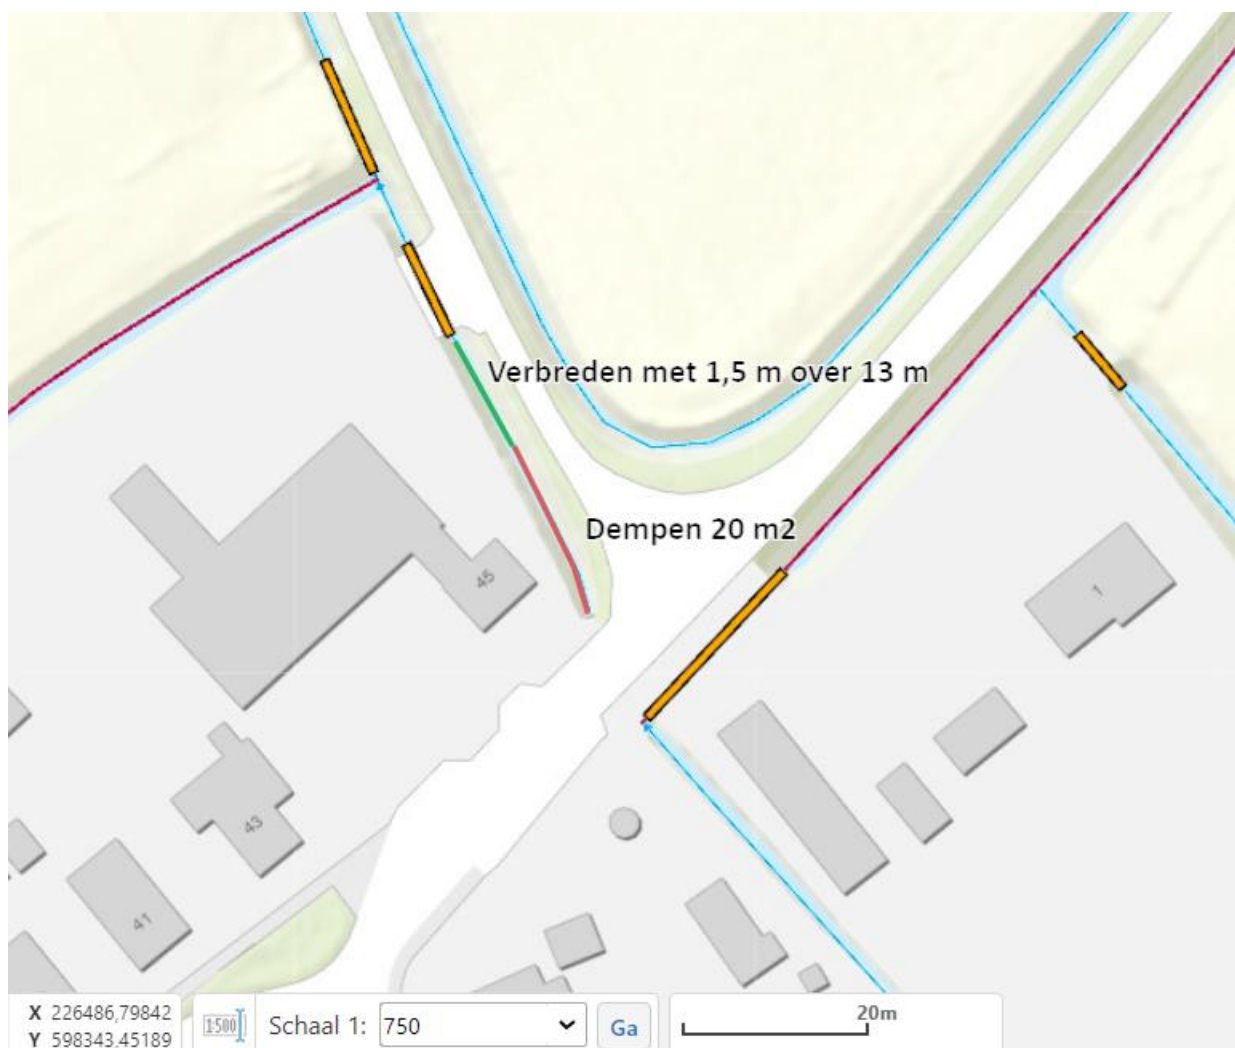 Verbreden met 1,5 m over 13 m
Dempen 20 m2
45
1
43
41
X 226486,79842
Y 598343,45189
1:500
Schaal 1:
750
Ga
20m